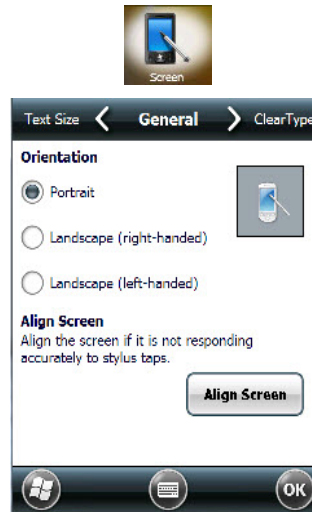 Screen
Text Size General ClearType
Orientation
Portrait
Landscape (right-handed)
Landscape (left-handed)
Align Screen
Align the screen if it is not responding
accurately to stylus taps.
Align Screen
OK